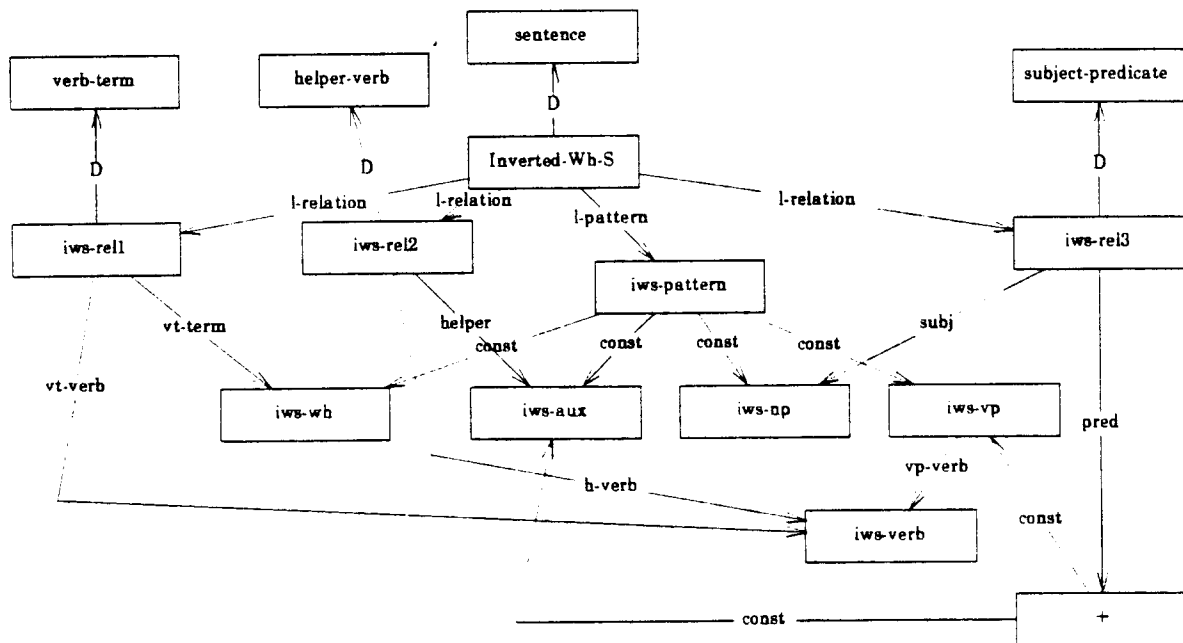 sentence
verb-term
helper-verb
subject-predicate
D
D
D
D
Inverted-Wh-S
l-relation
l-relation
l-pattern
l-relation
iws-rel1
iws-rel2
iws-rel3
iws-pattern
vt-term
helper
const
const
const
const
subj
vt-verb
iws-wh
iws-aux
iws-np
iws-vp
pred
h-verb
vp-verb
iws-verb
const
const
+